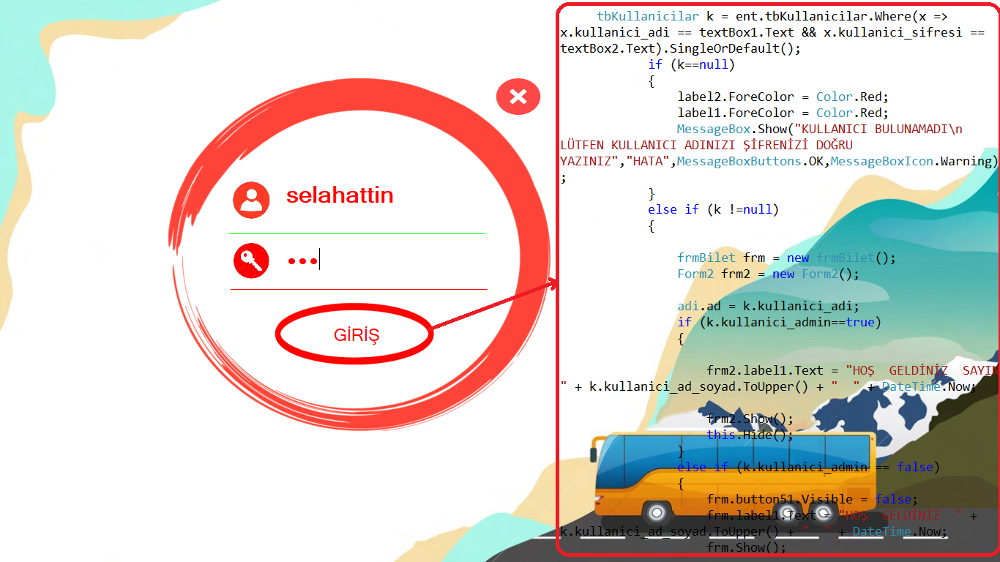 selahattin
GİRİŞ
tbKullanicilar k = ent.tbKullanicilar.Where(x =>
x.kullanici_adi == textBox1.Text && x.kullanici_sifresi ==
textBox2.Text).SingleOrDefault();
if (k==null)
{
label2.ForeColor = Color.Red;
label1.ForeColor = Color.Red;
MessageBox.Show("KULLANICI BULUNAMADI\n
LÜTFEN KULLANICI ADINIZI ŞİFRENİZİ DOĞRU
YAZINIZ","HATA",MessageBoxButtons.OK,MessageBoxIcon.Warning)
;
}
else if (k !=null)
{
frmBilet frm = new frmBilet();
Form2 frm2 = new Form2();
adi.ad = k.kullanici_adi;
if (k.kullanici_admin==true)
{
frm2.label1.Text = "HOŞ  GELDİNİZ  SAYIN
" + k.kullanici_ad_soyad.ToUpper() + "  " + DateTime.Now;
frm2.Show();
this.Hide();
}
else if (k.kullanici_admin == false)
{
frm.button51.Visible = false;
frm.label1.Text = "HOŞ  GELDİNİZ  " +
k.kullanici_ad_soyad.ToUpper() + "  " + DateTime.Now;
frm.Show();